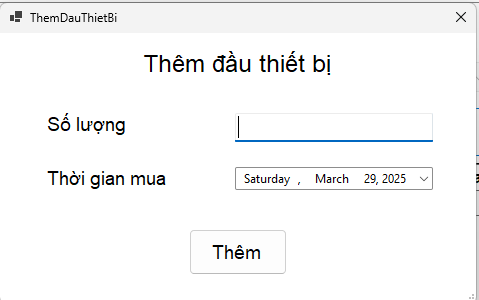 ThemDauThietBi
Thêm đầu thiết bị
Số lượng
Thời gian mua Saturday , March 29, 2025
Thêm